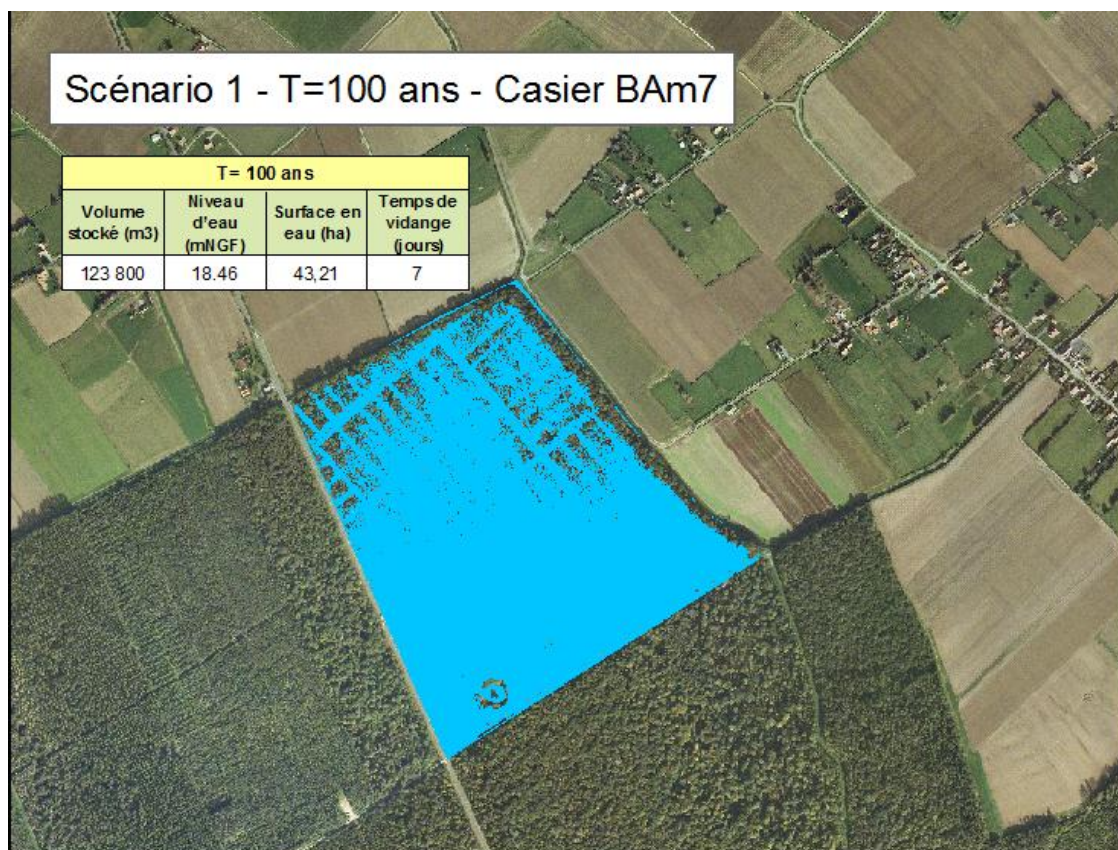 Scénario 1 - T=100 ans - Casier BAm7
T= 100 ans
Volume stocké (m3) Niveau d'eau (mNGF) Surface en eau (ha) Temps de vidange (jours)
123 800 18.46 43,21 7